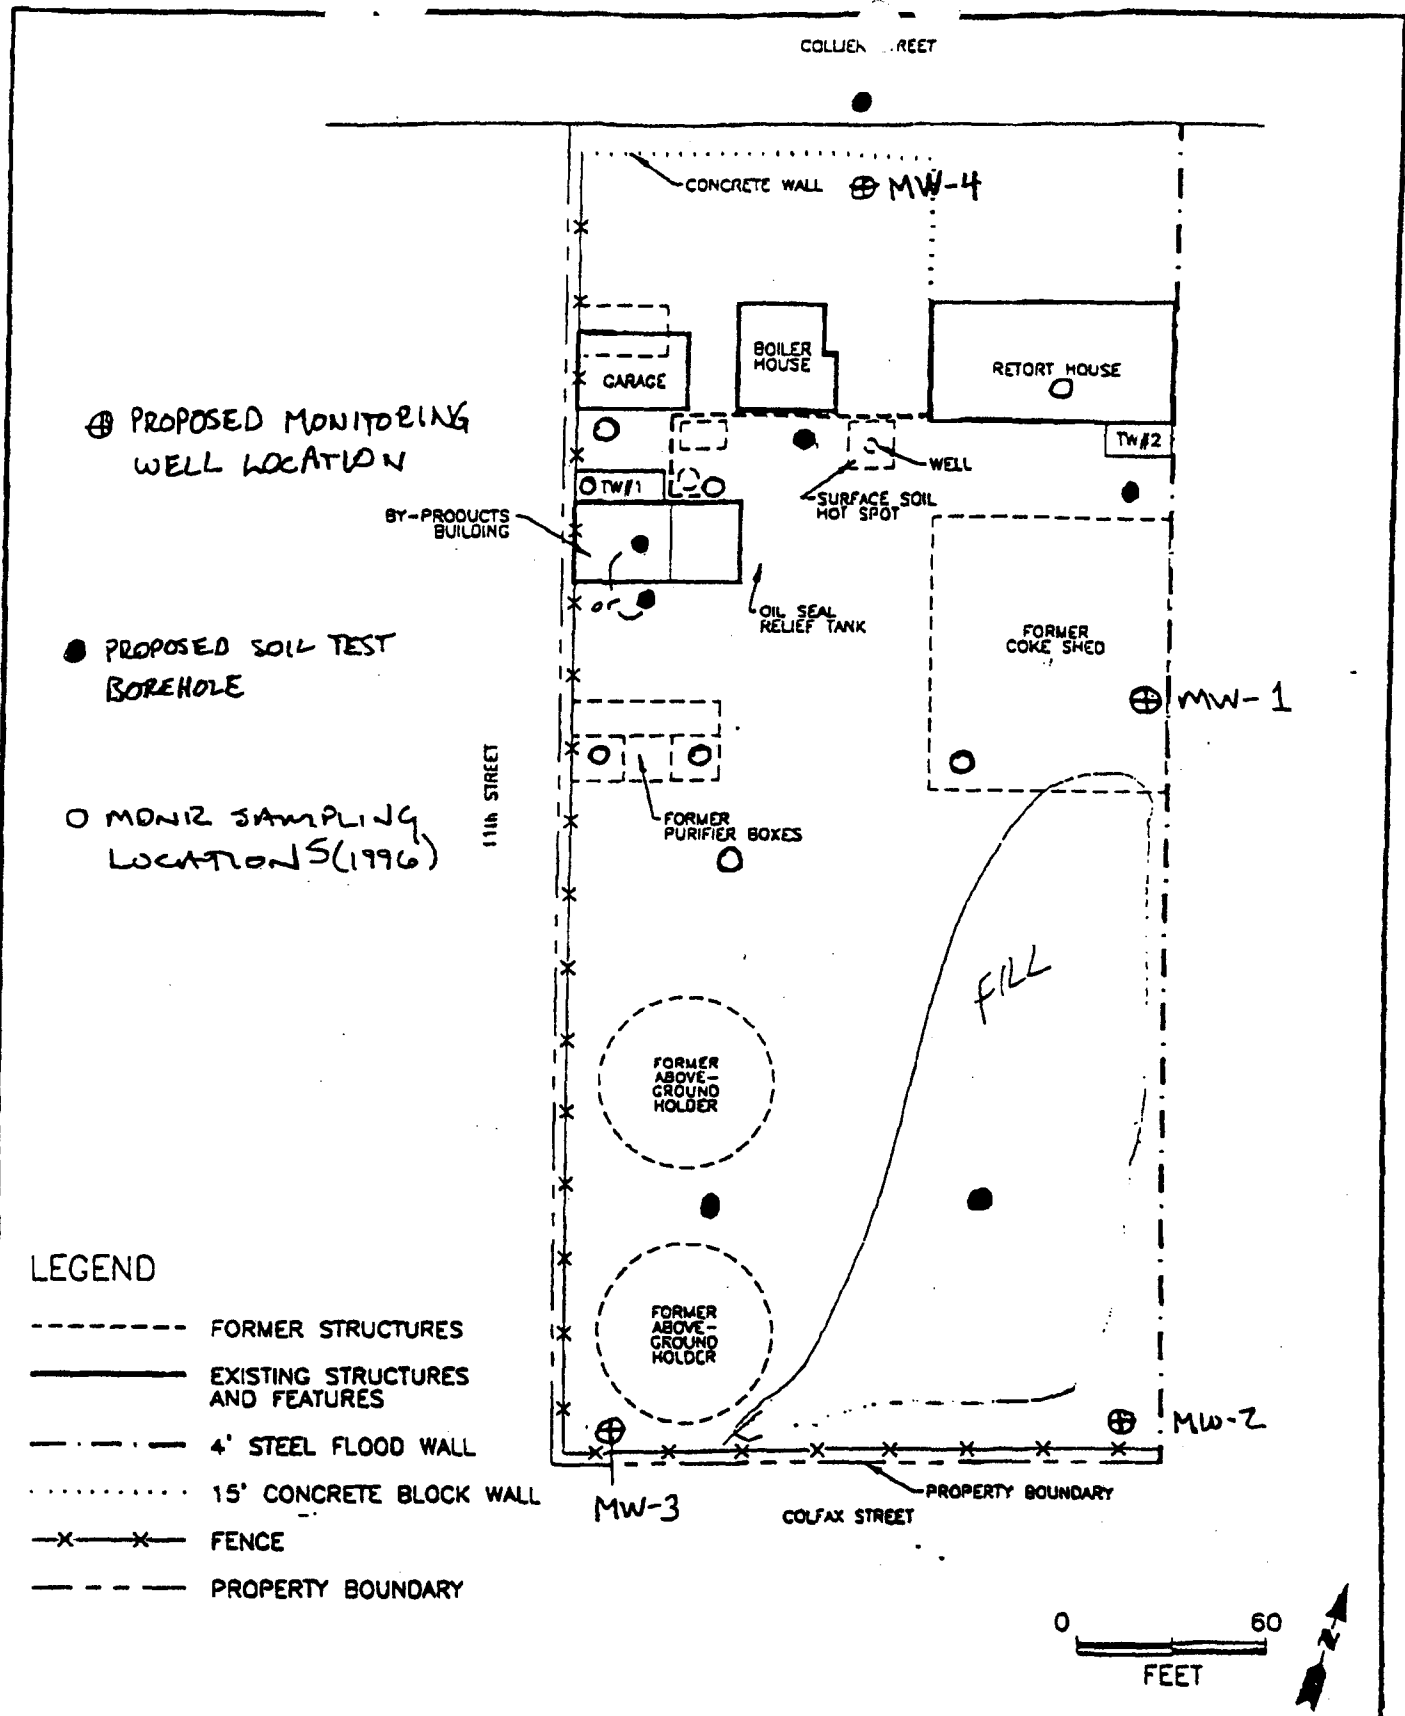 COLLIER REET
CONCRETE WALL
MW-4
BOILER
HOUSE
RETORT HOUSE
GARAGE
PROPOSED MONITORING
WELL LOCATION
TW#2
WELL
TW#1
SURFACE SOIL
HOT SPOT
BY-PRODUCTS
BUILDING
or
OIL SEAL
RELIEF TANK
FORMER
COKE SHED
PROPOSED SOIL TEST
BOREHOLE
MW-1
11th STREET
LOCATIONS (1996)
SAMPLING
FORMER
PURIFIER BOXES
FILL
FORMER
ABOVE-
GROUND
HOLDER
FORMER
ABOVE-
GROUND
HOLDER
MW-2
MW-3
PROPERTY BOUNDARY
COLFAX STREET
LEGEND
FORMER STRUCTURES
EXISTING STRUCTURES
AND FEATURES
4' STEEL FLOOD WALL
15' CONCRETE BLOCK WALL
FENCE
PROPERTY BOUNDARY
0 60
FEET
N